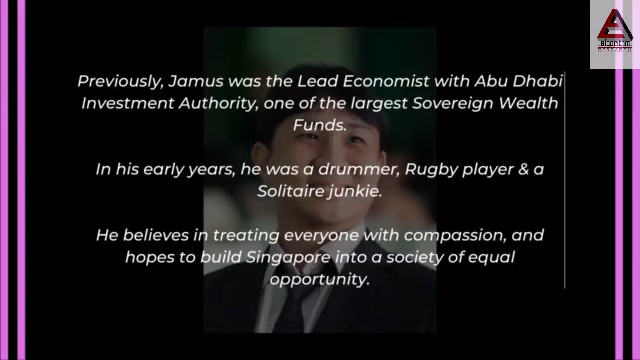 Previously, Jamus was the Lead Economist with Abu Dhabi
Investment Authority, one of the largest Sovereign Wealth
Funds.
In his early years, he was a drummer, Rugby player & a
Solitaire junkie.
He believes in treating everyone with compassion, and
hopes to build Singapore into a society of equal
opportunity.